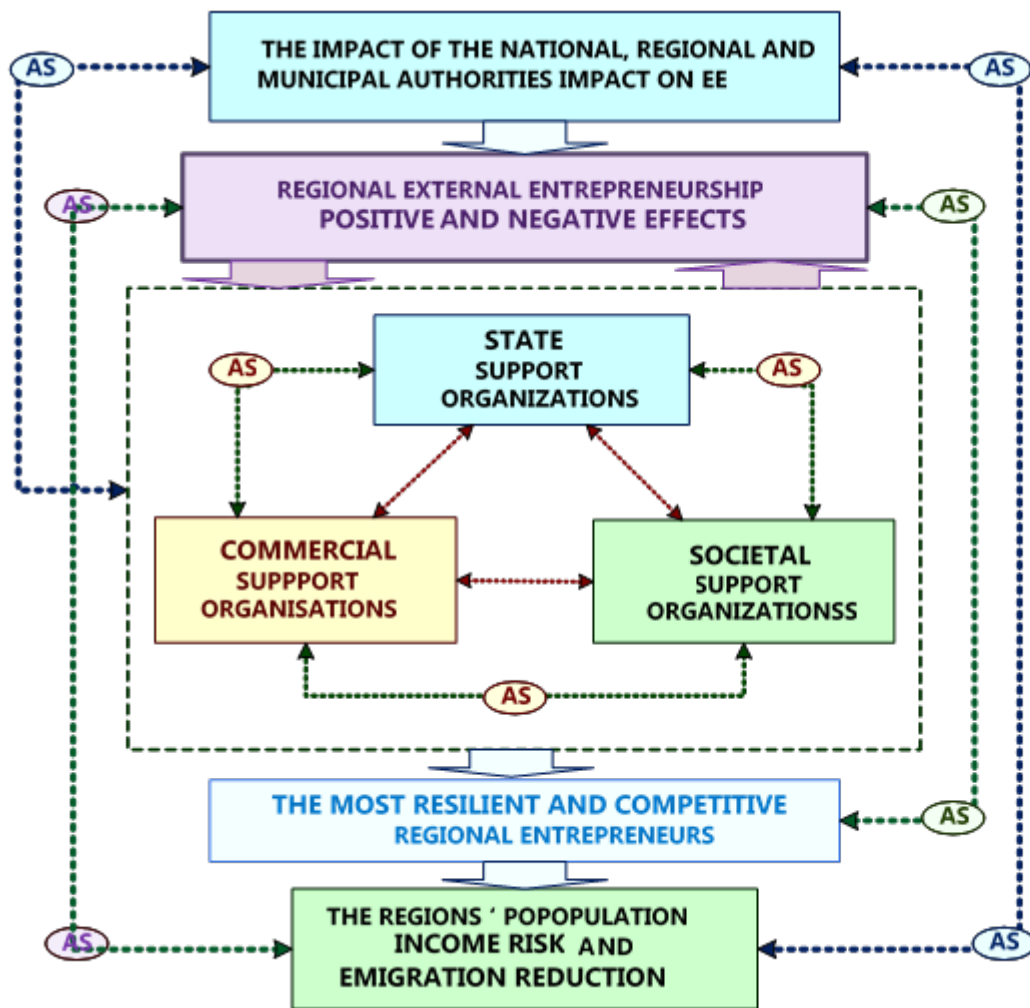 THE IMPACT OF THE NATIONAL, REGIONAL AND
MUNICIPAL AUTHORITIES IMPACT ON EE
AS
AS
REGIONAL EXTERNAL ENTREPRENEURSHIP
POSITIVE AND NEGATIVE EFFECTS
AS
AS
STATE
SUPPORT
ORGANIZATIONS
AS
AS
COMMERCIAL
SUPPPORT
ORGANISATIONS
SOCIETAL
SUPPORT
ORGANIZATIONSS
AS
THE MOST RESILIENT AND COMPETITIVE
REGIONAL ENTREPRENEURS
AS
THE REGIONS ‘ POPOPULATION
INCOME RISK AND
EMIGRATION REDUCTION
AS
AS